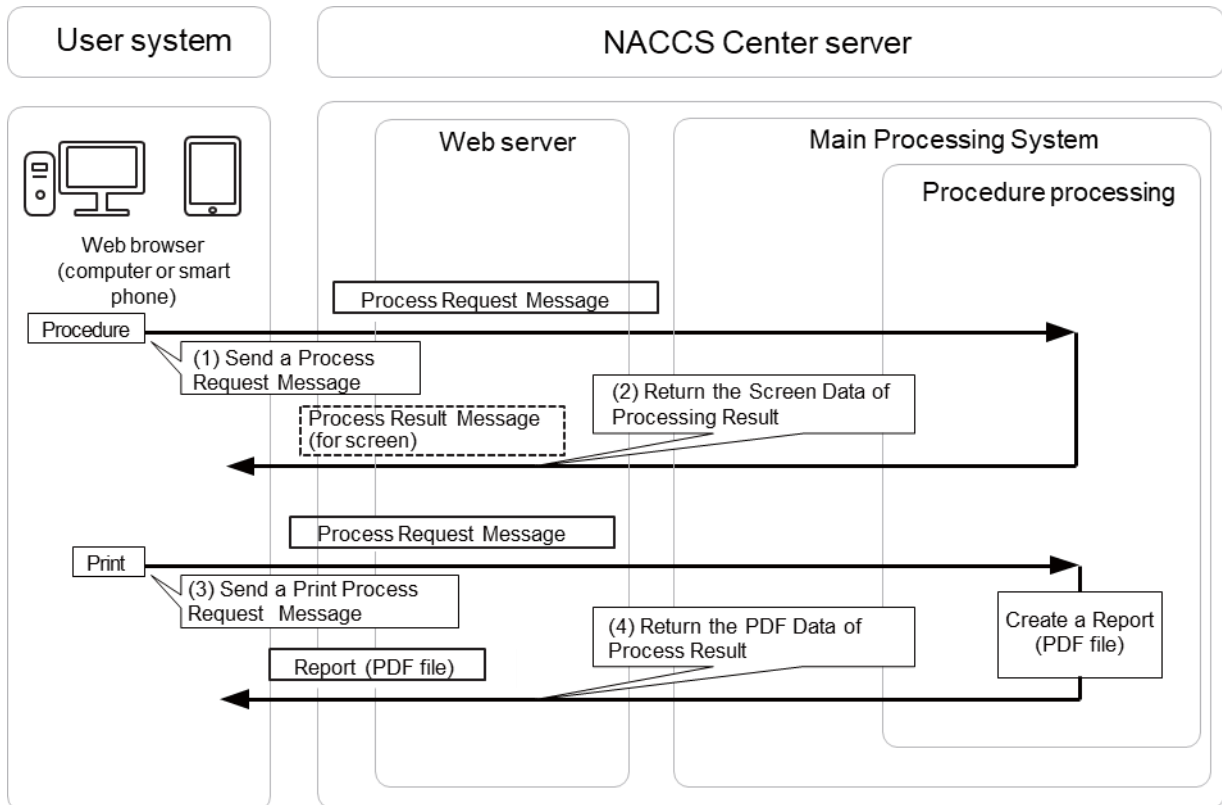 User system
NACCS Center server
Web server
Main Processing System
Procedure processing
Web browser
(computer or smart
phone)
Process Request Message
Procedure
(1) Send a Process
Request Message
(2) Return the Screen Data of
Processing Result
Process Result Message
(for screen)
Process Request Message
Print
(3) Send a Print Process
Request Message
(4) Return the PDF Data of
Process Result
Create a Report
(PDF file)
Report (PDF file)